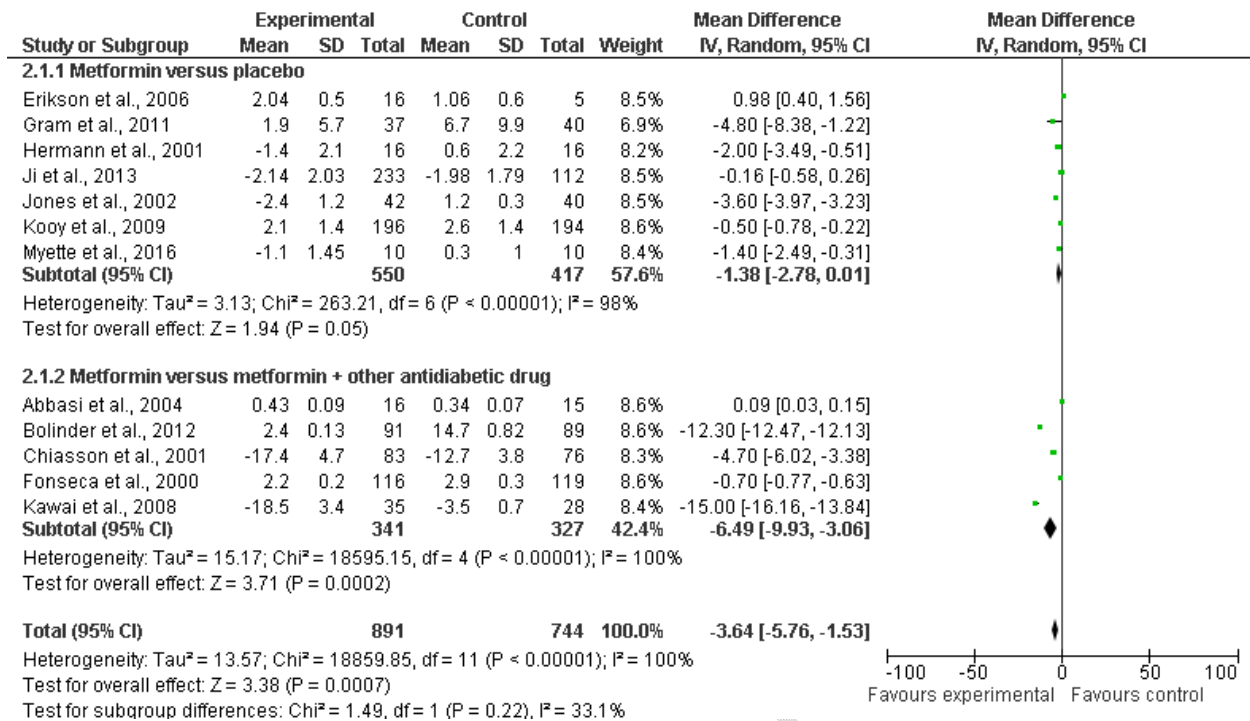 Experimental Control Mean Difference Mean Difference
Study or Subgroup Mean SD Total Mean SD Total Weight IV, Random, 95% CI IV, Random, 95% CI
2.1.1 Metformin versus placebo
Erikson et al., 2006 2.04 0.5 16 1.06 0.6 5 8.5% 0.98 [0.40, 1.56]
Gram et al., 2011 1.9 5.7 37 6.7 9.9 40 6.9% -4.80 [-8.38, -1.22]
Hermann et al., 2001 -1.4 2.1 16 0.6 2.2 16 8.2% -2.00 [-3.49, -0.51]
Ji et al., 2013 -2.14 2.03 233 -1.98 1.79 112 8.5% -0.16 [-0.58, 0.26]
Jones et al., 2002 -2.4 1.2 42 1.2 0.3 40 8.5% -3.60 [-3.97, -3.23]
Kooy et al., 2009 2.1 1.4 196 2.6 1.4 194 8.6% -0.50 [-0.78, -0.22]
Myette et al., 2016 -1.1 1.45 10 0.3 1 10 8.4% -1.40 [-2.49, -0.31]
Subtotal (95% CI) 550 417 57.6% -1.38 [-2.78, 0.01]
Heterogeneity: Tau² = 3.13; Chi² = 263.21, df = 6 (P < 0.00001); I² = 98%
Test for overall effect: Z = 1.94 (P = 0.05)
2.1.2 Metformin versus metformin + other antidiabetic drug
Abbasi et al., 2004 0.43 0.09 16 0.34 0.07 15 8.6% 0.09 [0.03, 0.15]
Bolinder et al., 2012 2.4 0.13 91 14.7 0.82 89 8.6% -12.30 [-12.47, -12.13]
Chiasson et al., 2001 -17.4 4.7 83 -12.7 3.8 76 8.3% -4.70 [-6.02, -3.38]
Fonseca et al., 2000 2.2 0.2 116 2.9 0.3 119 8.6% -0.70 [-0.77, -0.63]
Kawai et al., 2008 -18.5 3.4 35 -3.5 0.7 28 8.4% -15.00 [-16.16, -13.84]
Subtotal (95% CI) 341 327 42.4% -6.49 [-9.93, -3.06]
Heterogeneity: Tau² = 15.17; Chi² = 18595.15, df = 4 (P < 0.00001); I² = 100%
Test for overall effect: Z = 3.71 (P = 0.0002)
Total (95% CI) 891 744 100.0% -3.64 [-5.76, -1.53]
Heterogeneity: Tau² = 13.57; Chi² = 18859.85, df = 11 (P < 0.00001); I² = 100%
Test for overall effect: Z = 3.38 (P = 0.0007)
Test for subgroup differences: Chi² = 1.49, df = 1 (P = 0.22), I² = 33.1%
-100 -50 0 50 100
Favours experimental Favours control